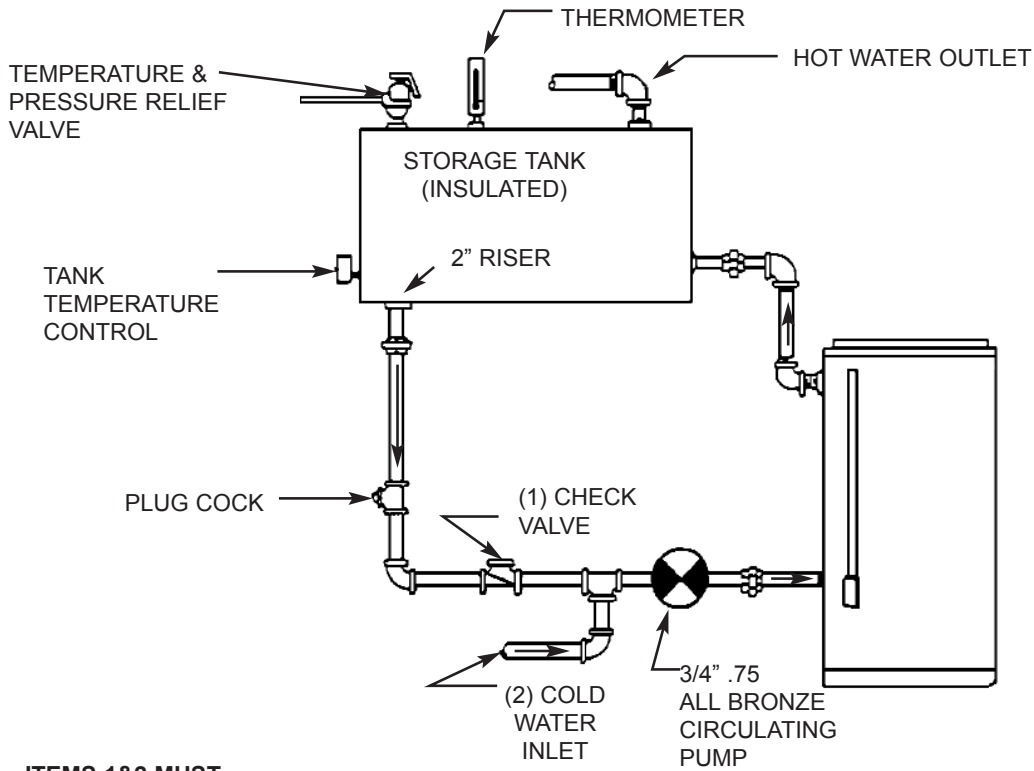 THERMOMETER
HOT WATER OUTLET
TEMPERATURE &
PRESSURE RELIEF
VALVE
STORAGE TANK
(INSULATED)
2” RISER
TANK
TEMPERATURE
CONTROL
PLUG COCK
(1) CHECK
VALVE
(2) COLD
WATER
INLET
3/4” .75
ALL BRONZE
CIRCULATING
PUMP